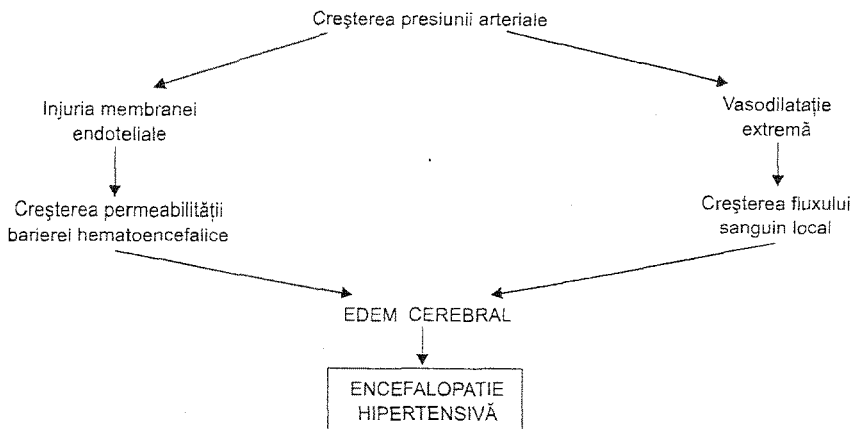 Creşterea presiunii arteriale
Injuria membranei
endoteliale
Vasodilataţie
extremă
Creşterea permeabilităţii
barierei hematoencefalice
Creşterea fluxului
sanguin local
EDEM CEREBRAL
ENCEFALOPATIE
HIPERTENSIVĂ